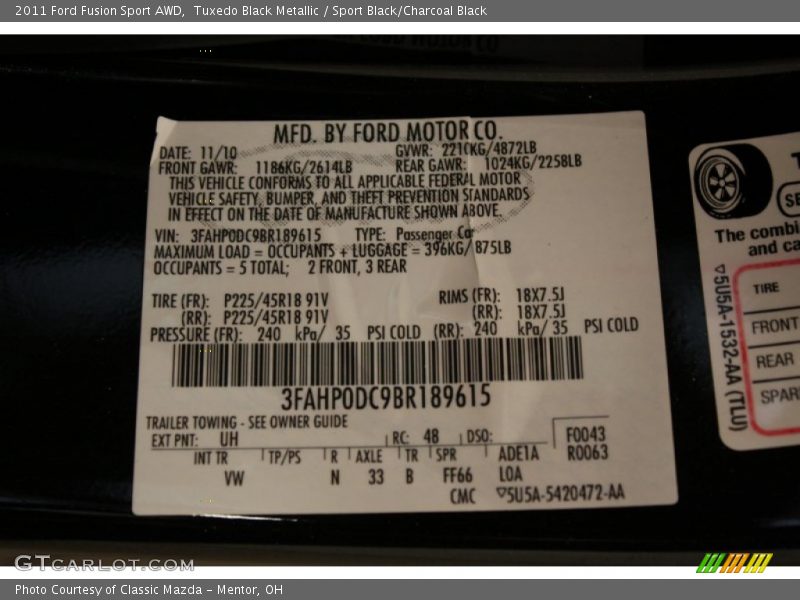 2011 Ford Fusion Sport AWD,  Tuxedo Black Metallic / Sport Black/Charcoal Black
MFD. BY FORD MOTOR CO.
DATE: 11/10 GVWR: 2210KG/4872LB
FRONT GAWR: 1186KG/2614LB REAR GAWR: 1024KG/2258LB
THIS VEHICLE CONFORMS TO ALL APPLICABLE FEDERAL MOTOR
VEHICLE SAFETY, BUMPER, AND THEFT PREVENTION STANDARDS
IN EFFECT ON THE DATE OF MANUFACTURE SHOWN ABOVE.
VIN: 3FAHP0DC9BR189615 TYPE: Passenger Car
MAXIMUM LOAD = OCCUPANTS + LUGGAGE = 396KG/ 875LB
OCCUPANTS = 5 TOTAL; 2 FRONT, 3 REAR
TIRE (FR): P225/45R18 91V RIMS (FR): 18X7.5J
(RR): P225/45R18 91V (RR): 18X7.5J
PRESSURE (FR): 240 kPa/ 35 PSI COLD (RR): 240 kPa/ 35 PSI COLD
3FAHP0DC9BR189615
TRAILER TOWING - SEE OWNER GUIDE
EXT PNT: UH RC: 48 DSO: F0043
INT TR TP/PS R AXLE TR SPR ADE1A R0063
VW N 33 B FF66 LOA
CMC ▽5U5A-5420472-AA
The combi
and ca
TIRE
FRONT
REAR
SPAR
▽5U5A-1532-AA (TLU)
GTCARLOT.COM
Photo Courtesy of Classic Mazda – Mentor, OH